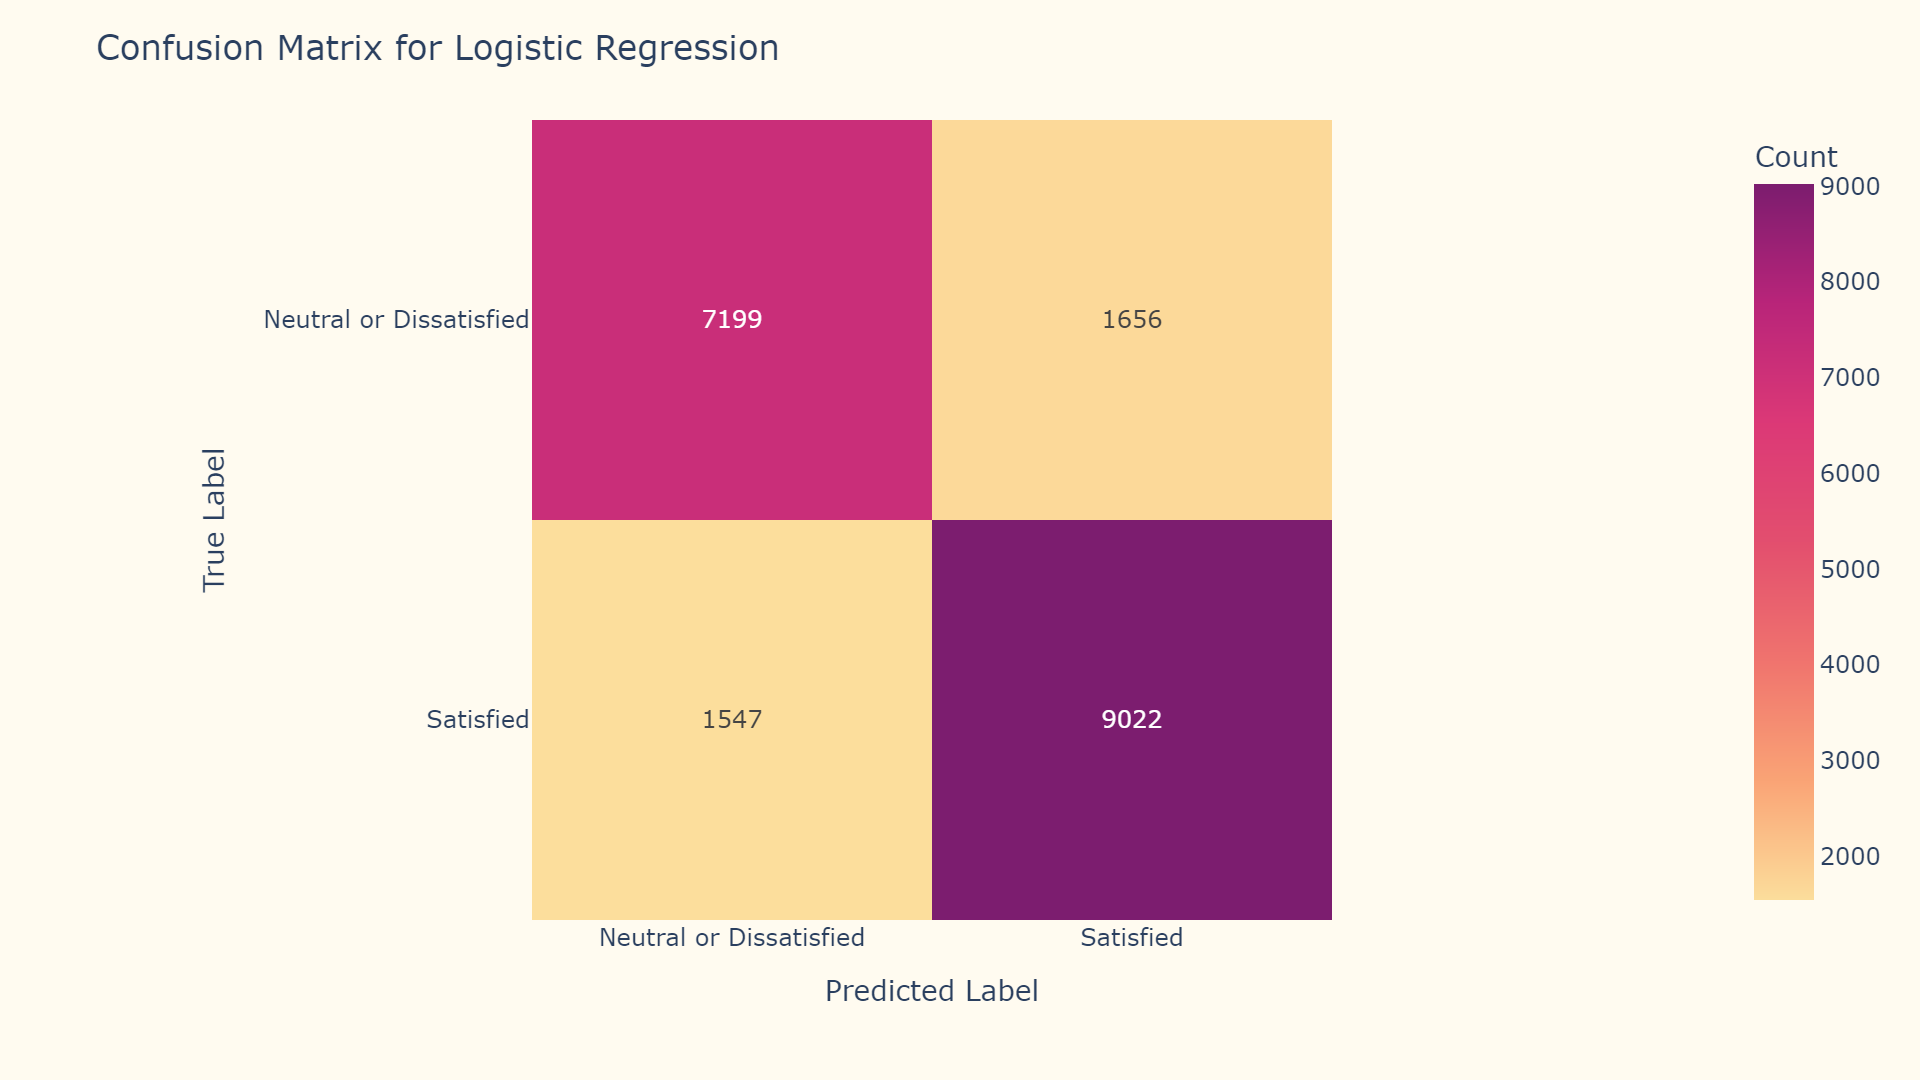 Confusion Matrix for Logistic Regression
Count
9000
8000
7000
6000
5000
4000
3000
2000
True Label
Neutral or Dissatisfied
7199
1656
Satisfied
1547
9022
Neutral or Dissatisfied
Satisfied
Predicted Label